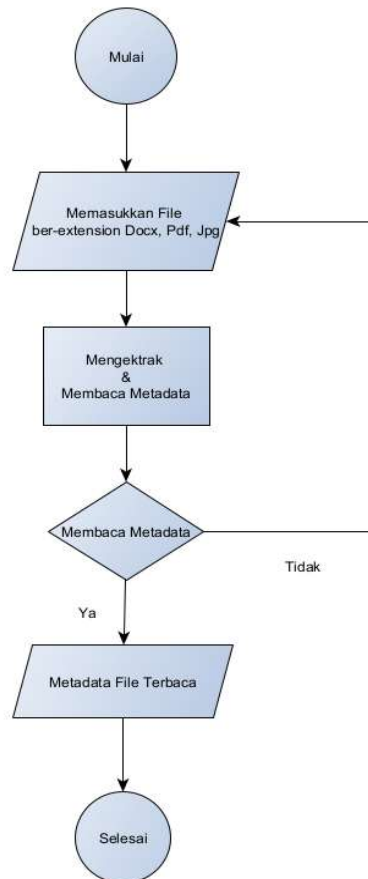 Mulai
Memasukkan File
ber-extension Docx, Pdf, Jpg
Mengektrak
&
Membaca Metadata
Membaca Metadata
Tidak
Ya
Metadata File Terbaca
Selesai